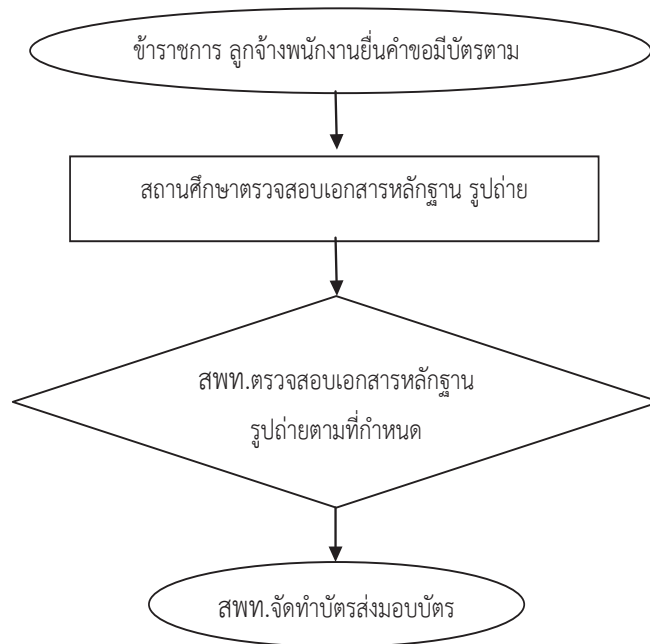 ข้าราชการ ลูกจ้างพนักงานยื่นคำขอมีบัตรตาม
สถานศึกษาตรวจสอบเอกสารหลักฐาน รูปถ่าย
สพท.ตรวจสอบเอกสารหลักฐาน
รูปถ่ายตามที่กำหนด
สพท.จัดทำบัตรส่งมอบบัตร